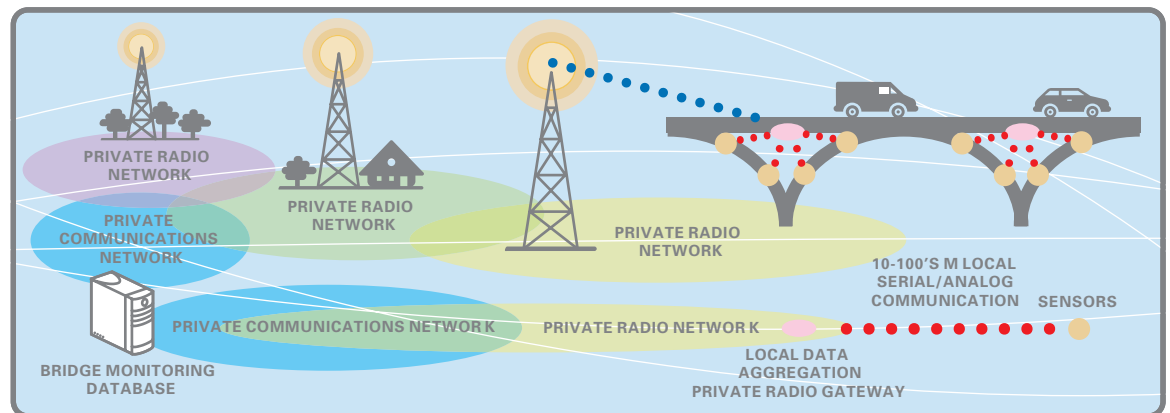 PRIVATE RADIO
NETWORK
PRIVATE RADIO
NETWORK
PRIVATE
COMMUNICATIONS
NETWORK
PRIVATE RADIO
NETWORK
10-100'S M LOCAL
SERIAL/ANALOG
COMMUNICATION
SENSORS
PRIVATE COMMUNICATIONS NETWORK
PRIVATE RADIO NETWORK
BRIDGE MONITORING
DATABASE
LOCAL DATA
AGGREGATION
PRIVATE RADIO GATEWAY